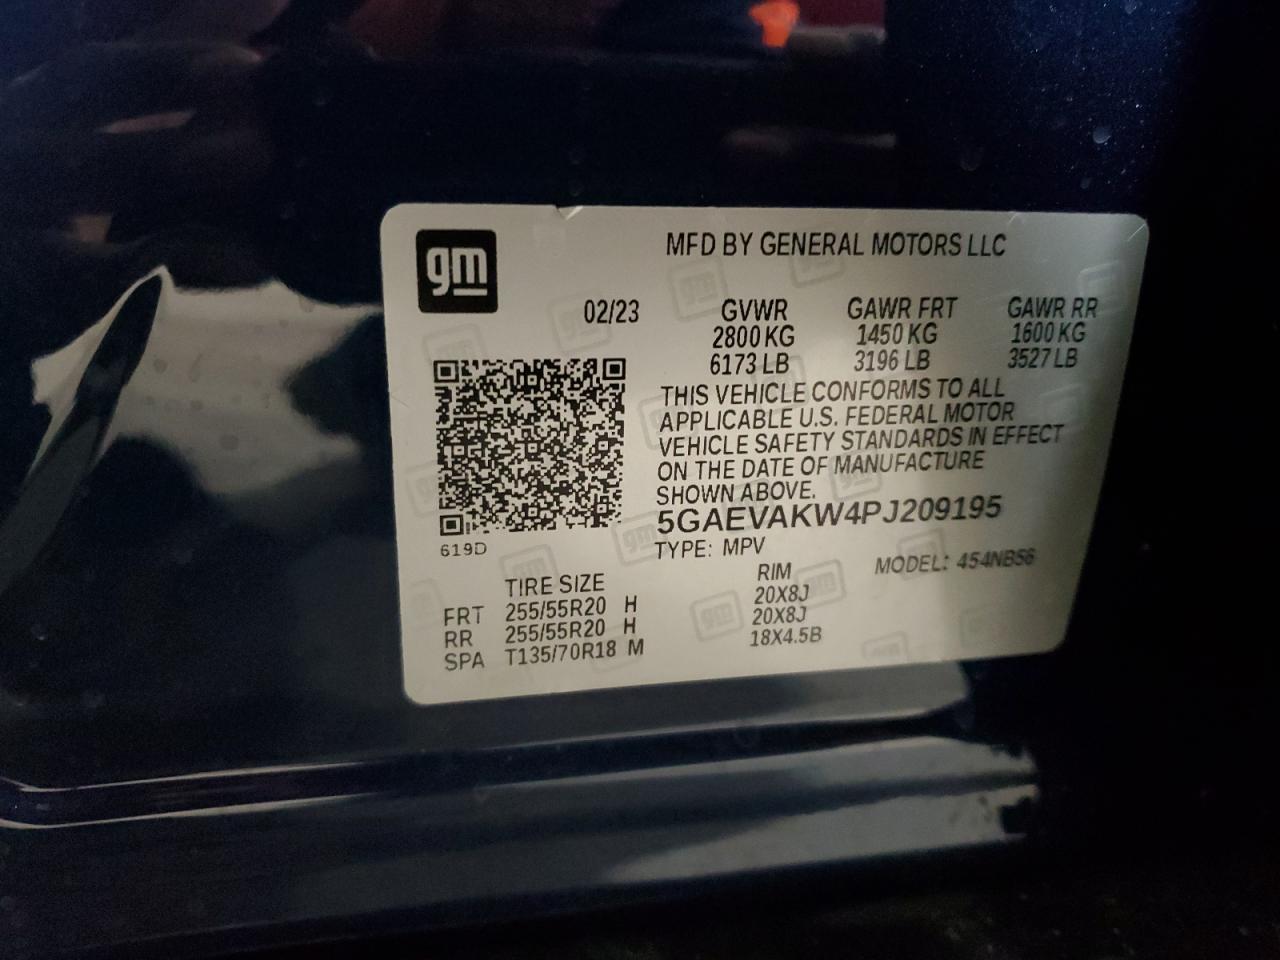 gm
MFD BY GENERAL MOTORS LLC
02/23 GVWR GAWR FRT GAWR RR
2800 KG 1450 KG 1600 KG
6173 LB 3196 LB 3527 LB
THIS VEHICLE CONFORMS TO ALL
APPLICABLE U.S. FEDERAL MOTOR
VEHICLE SAFETY STANDARDS IN EFFECT
ON THE DATE OF MANUFACTURE
SHOWN ABOVE.
5GAEVAKW4PJ209195
619D
TYPE: MPV MODEL: 454NB56
TIRE SIZE RIM
FRT 255/55R20 H 20X8J
RR 255/55R20 H 20X8J
SPA T135/70R18 M 18X4.5B